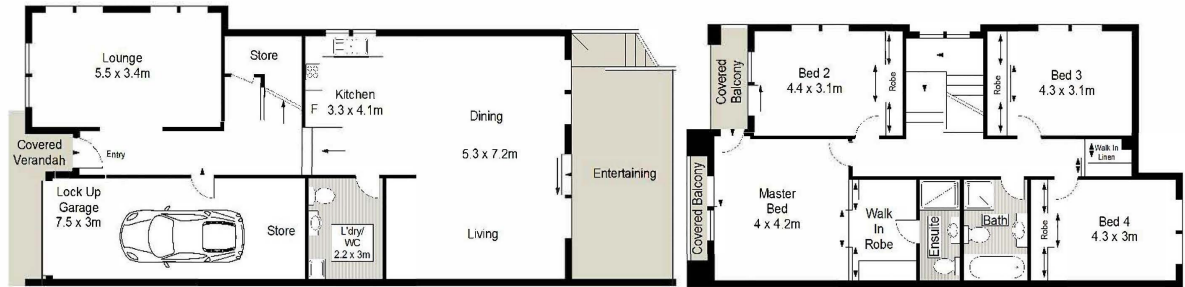 Lounge
5.5 x 3.4m
Store
Kitchen
3.3 x 4.1m
F
Dining
5.3 x 7.2m
Living
Entertaining
Covered
Verandah
Entry
Lock Up
Garage
7.5 x 3m
Store
L'dry/
WC
2.2 x 3m
Covered
Balcony
Bed 2
4.4 x 3.1m
Robe
Robe
Bed 3
4.3 x 3.1m
Walk In
Linen
Covered Balcony
Master
Bed
4 x 4.2m
Walk
In
Robe
Ensuite
Bath
Robe
Bed 4
4.3 x 3m